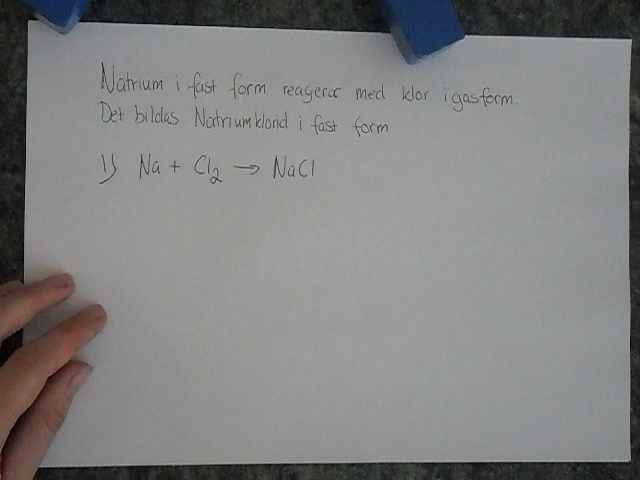 Natrium i fast form reagerar med klor i gasform.
Det bildas Natriumklorid i fast form
1) Na + Cl₂ → NaCl